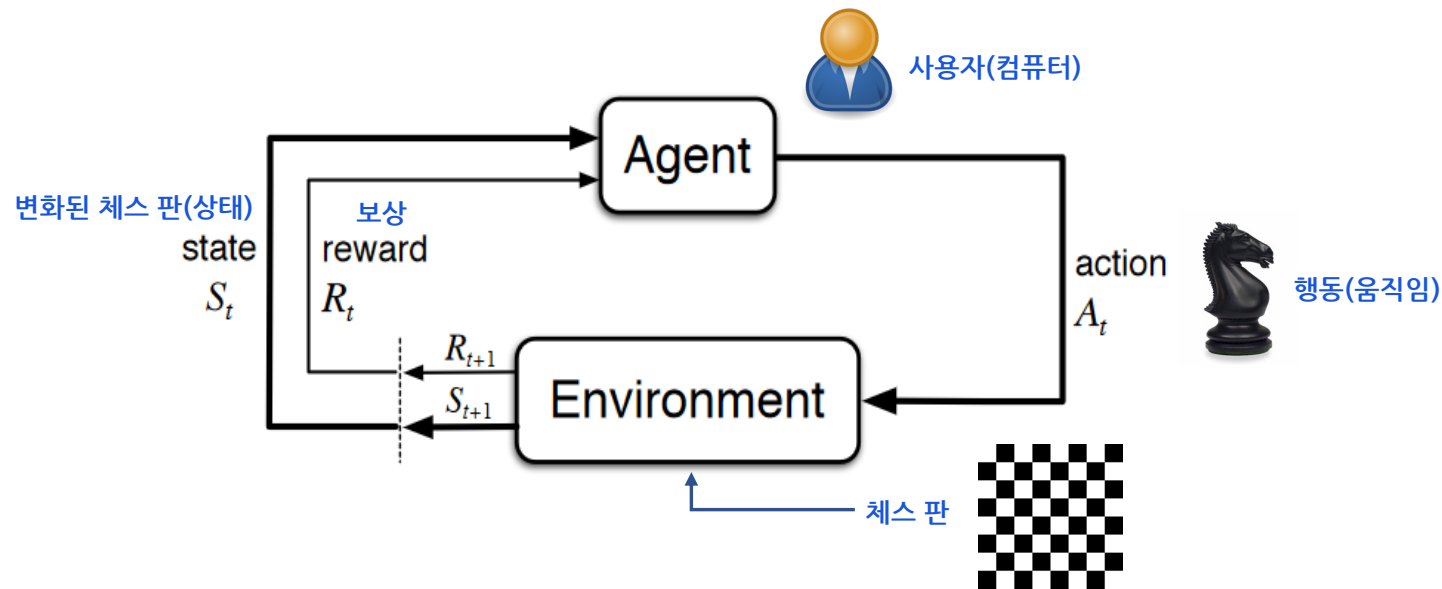 사용자(컴퓨터)
Agent
변화된 체스 판(상태)
보상
state
reward
S_t
R_t
action
A_t
행동(움직임)
R_{t+1}
S_{t+1}
Environment
체스 판